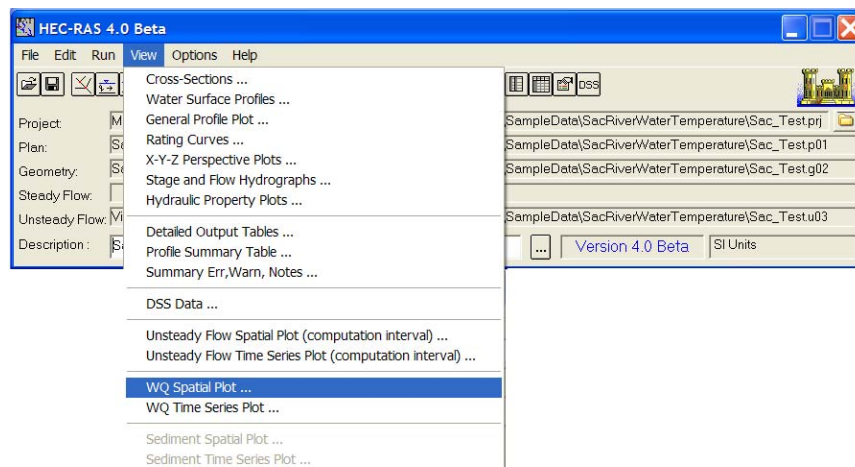 HEC-RAS 4.0 Beta
File Edit Run View Options Help
DSS
Project: M SampleData\SacRiverWaterTemperature\Sac_Test.prj
Plan: Sa SampleData\SacRiverWaterTemperature\Sac_Test.p01
Geometry: Sa SampleData\SacRiverWaterTemperature\Sac_Test.g02
Steady Flow:
Unsteady Flow: Vi SampleData\SacRiverWaterTemperature\Sac_Test.u03
Description : Sa ... Version 4.0 Beta SI Units
Cross-Sections ...
Water Surface Profiles ...
General Profile Plot ...
Rating Curves ...
X-Y-Z Perspective Plots ...
Stage and Flow Hydrographs ...
Hydraulic Property Plots ...
Detailed Output Tables ...
Profile Summary Table ...
Summary Err,Warn, Notes ...
DSS Data ...
Unsteady Flow Spatial Plot (computation interval) ...
Unsteady Flow Time Series Plot (computation interval) ...
WQ Spatial Plot ...
WQ Time Series Plot ...
Sediment Spatial Plot ...
Sediment Time Series Plot ...